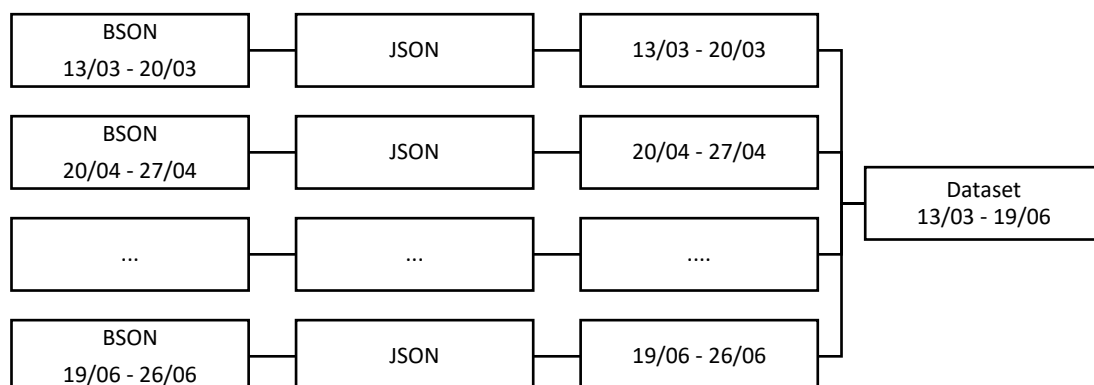 BSON
13/03 - 20/03
JSON
13/03 - 20/03
BSON
20/04 - 27/04
JSON
20/04 - 27/04
Dataset
13/03 - 19/06
...
...
....
BSON
19/06 - 26/06
JSON
19/06 - 26/06